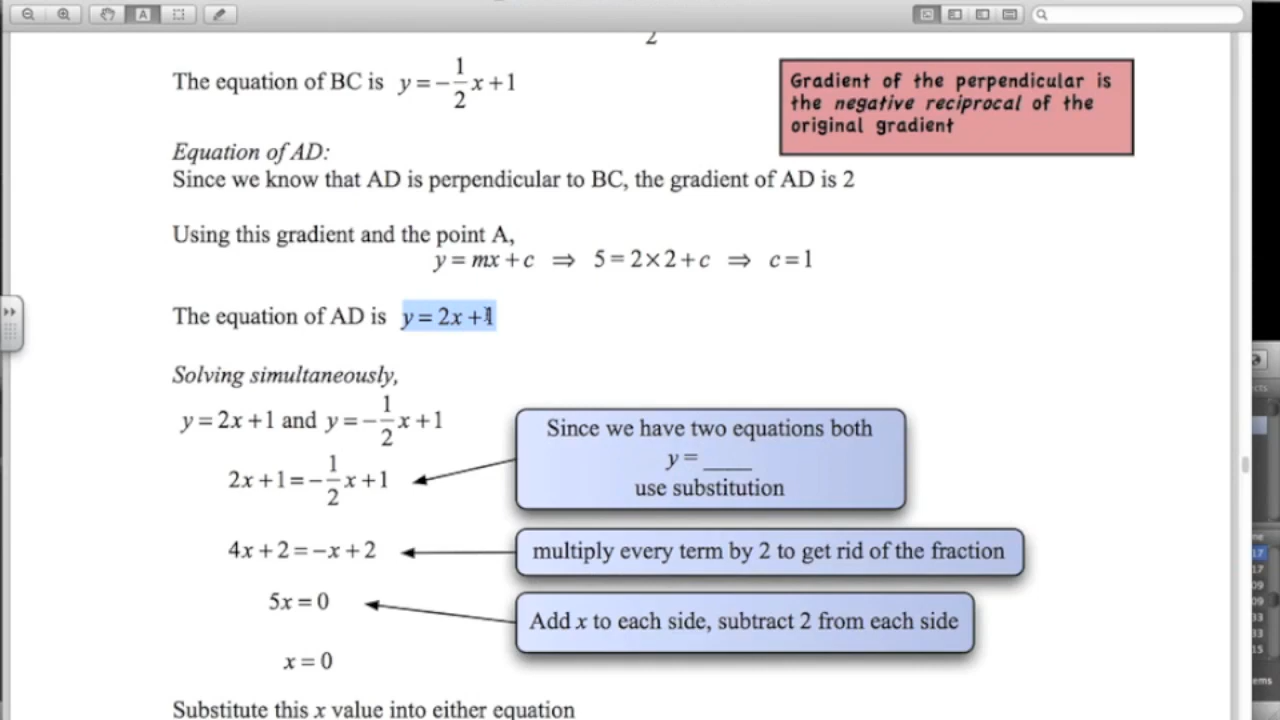 2
The equation of BC is y = −1/2 x + 1
Gradient of the perpendicular is
the negative reciprocal of the
original gradient
Equation of AD:
Since we know that AD is perpendicular to BC, the gradient of AD is 2
Using this gradient and the point A,
y = mx + c ⇒ 5 = 2 × 2 + c ⇒ c = 1
The equation of AD is y = 2x + 1
Solving simultaneously,
y = 2x + 1 and y = −1/2 x + 1
2x + 1 = −1/2 x + 1
Since we have two equations both
y = ____
use substitution
4x + 2 = −x + 2
multiply every term by 2 to get rid of the fraction
5x = 0
Add x to each side, subtract 2 from each side
x = 0
Substitute this x value into either equation